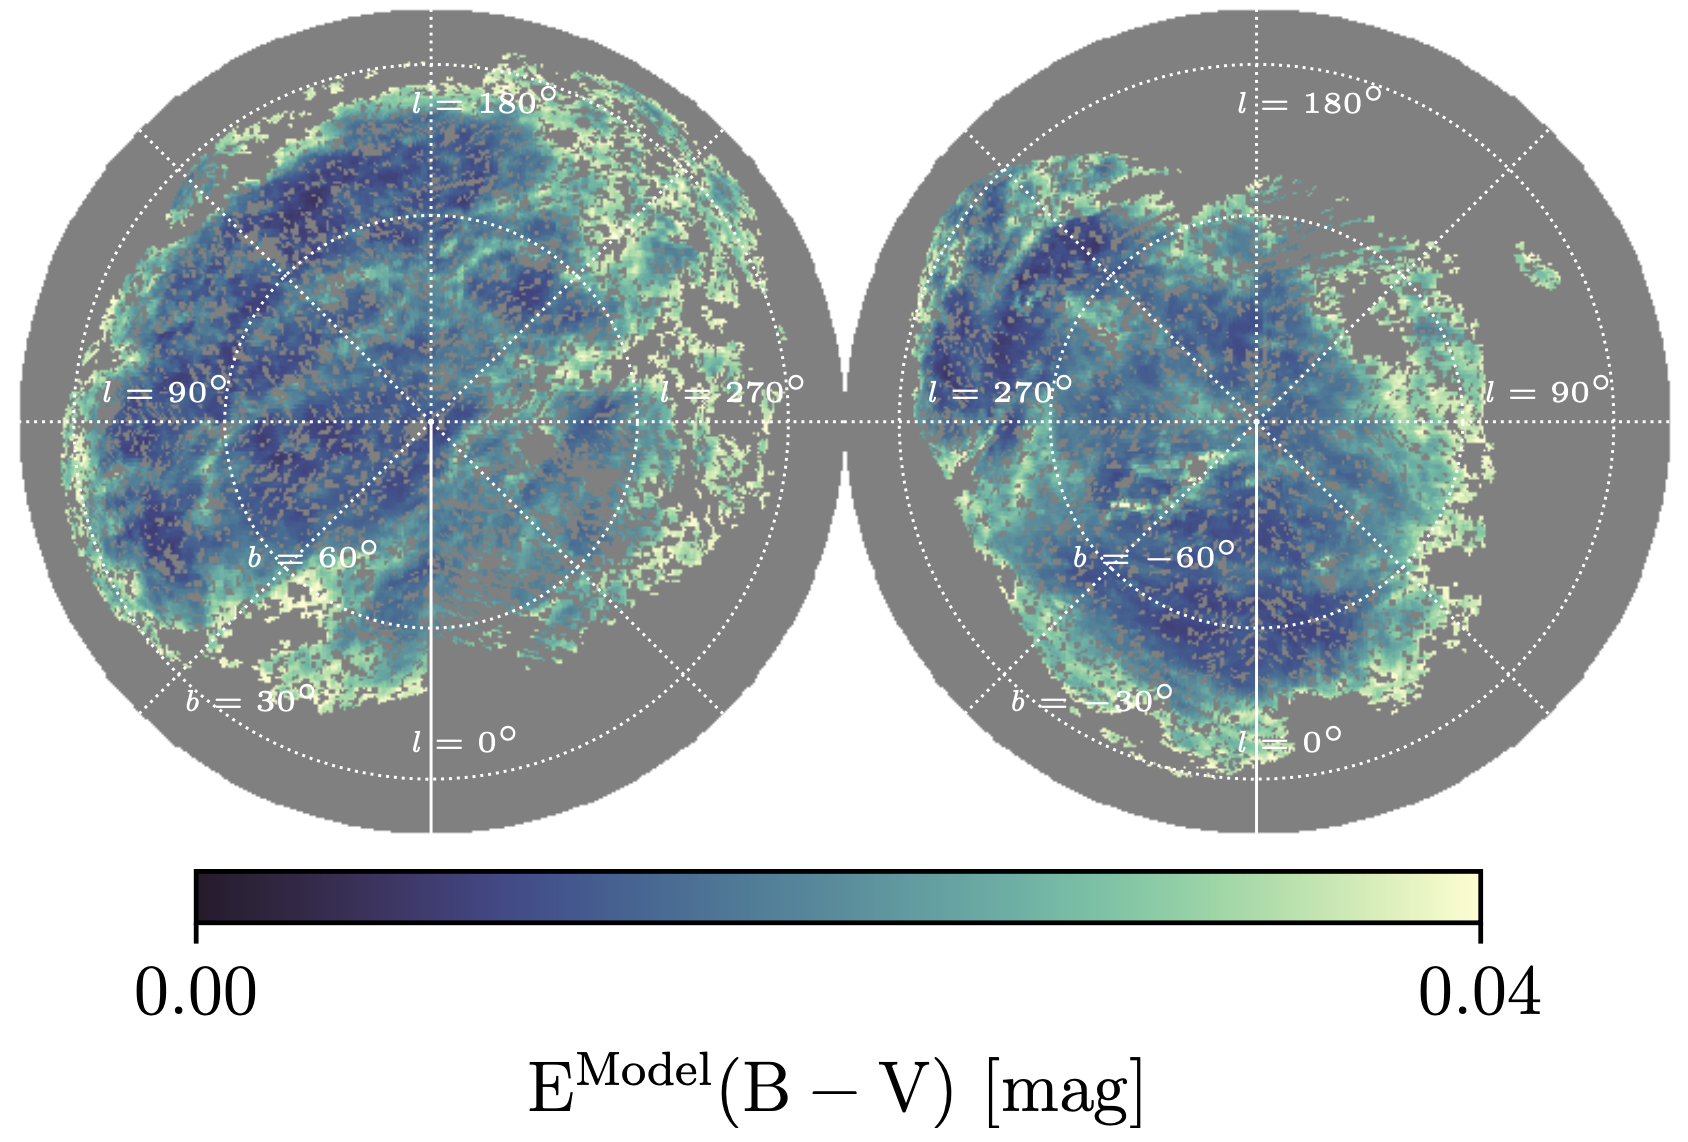 l = 180°
l = 180°
l = 90°
l = 270°
l = 270°
l = 90°
b = 60°
b = −60°
b = 30°
b = −30°
l = 0°
l = 0°
0.00
0.04
E^Model(B − V) [mag]